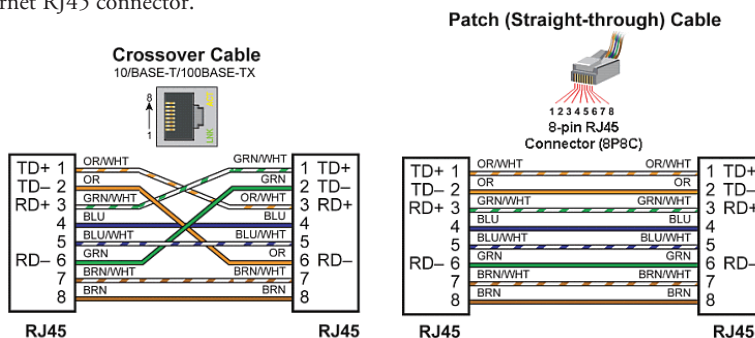 RJ45 connector.
Crossover Cable
10/BASE-T/100BASE-TX
8
1
ACT
LNK
TD+ 1 OR/WHT GRN/WHT 1 TD+
TD– 2 OR GRN 2 TD–
RD+ 3 GRN/WHT OR/WHT 3 RD+
4 BLU BLU 4
5 BLU/WHT BLU/WHT 5
RD– 6 GRN OR 6 RD–
7 BRN/WHT BRN/WHT 7
8 BRN BRN 8
RJ45 RJ45
Patch (Straight-through) Cable
1 2 3 4 5 6 7 8
8-pin RJ45
Connector (8P8C)
TD+ 1 OR/WHT OR/WHT 1 TD+
TD– 2 OR OR 2 TD–
RD+ 3 GRN/WHT GRN/WHT 3 RD+
4 BLU BLU 4
5 BLU/WHT BLU/WHT 5
RD– 6 GRN GRN 6 RD–
7 BRN/WHT BRN/WHT 7
8 BRN BRN 8
RJ45 RJ45